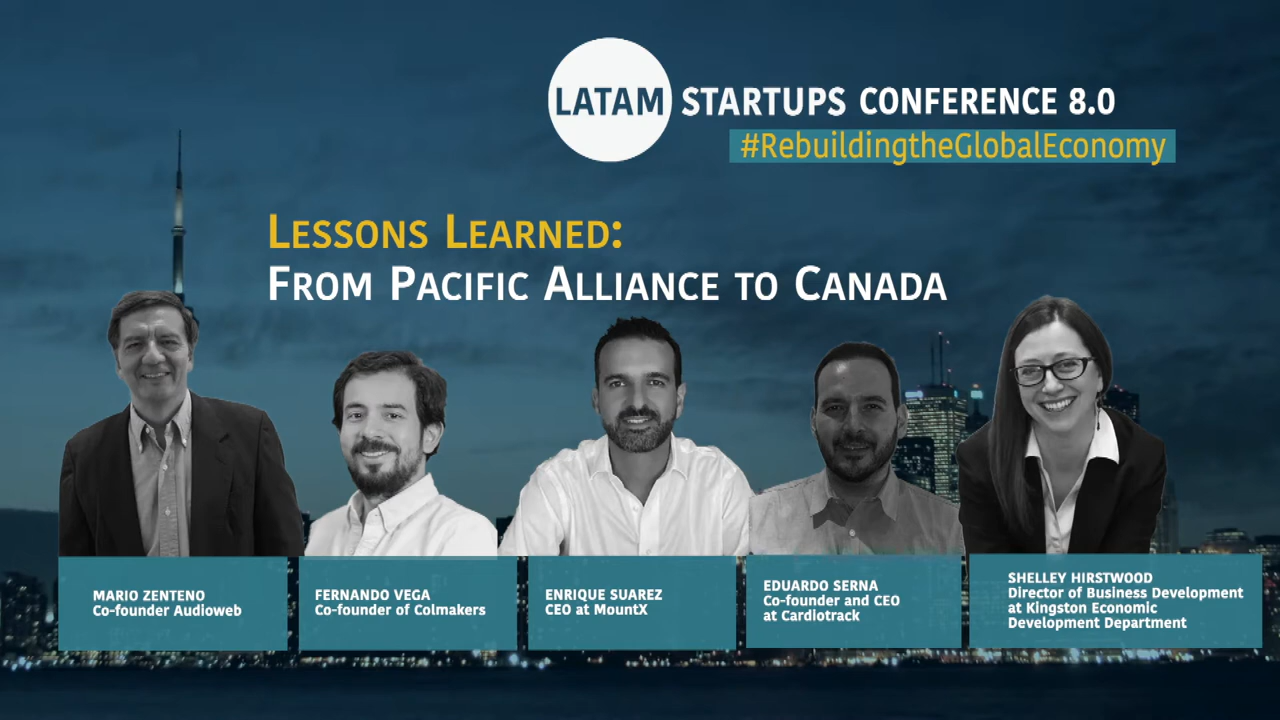 LATAM STARTUPS CONFERENCE 8.0
#RebuildingtheGlobalEconomy
LESSONS LEARNED:
FROM PACIFIC ALLIANCE TO CANADA
MARIO ZENTENO
Co-founder Audioweb
FERNANDO VEGA
Co-founder of Colmakers
ENRIQUE SUAREZ
CEO at MountX
EDUARDO SERNA
Co-founder and CEO
at Cardiotrack
SHELLEY HIRSTWOOD
Director of Business Development
at Kingston Economic
Development Department